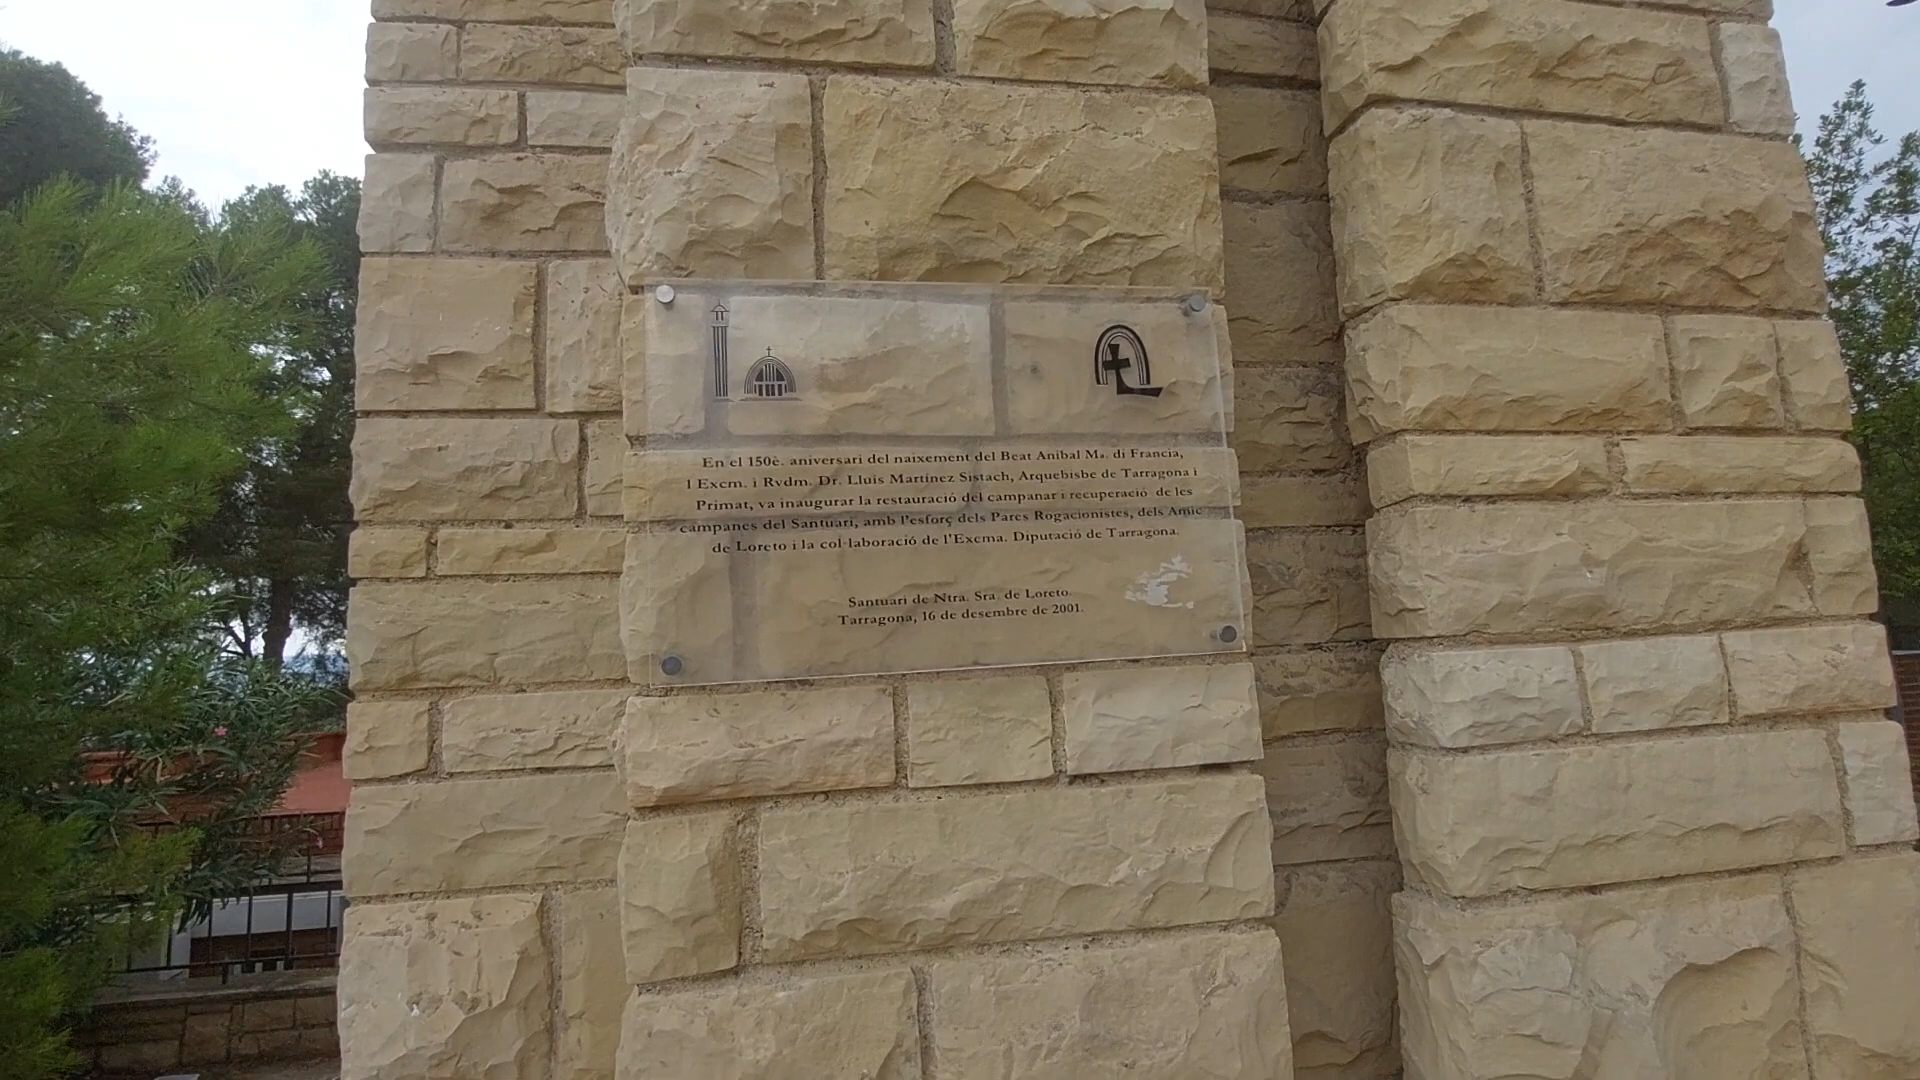 En el 150è. aniversari del naixement del Beat Aníbal Mª. di Francia,
l Excm. i Rvdm. Dr. Lluís Martínez Sistach, Arquebisbe de Tarragona i
Primat, va inaugurar la restauració del campanar i recuperació de les
campanes del Santuari, amb l'esforç dels Pares Rogacionistes, dels Amic
de Loreto i la col·laboració de l'Excma. Diputació de Tarragona.
Santuari de Ntra. Sra. de Loreto.
Tarragona, 16 de desembre de 2001.